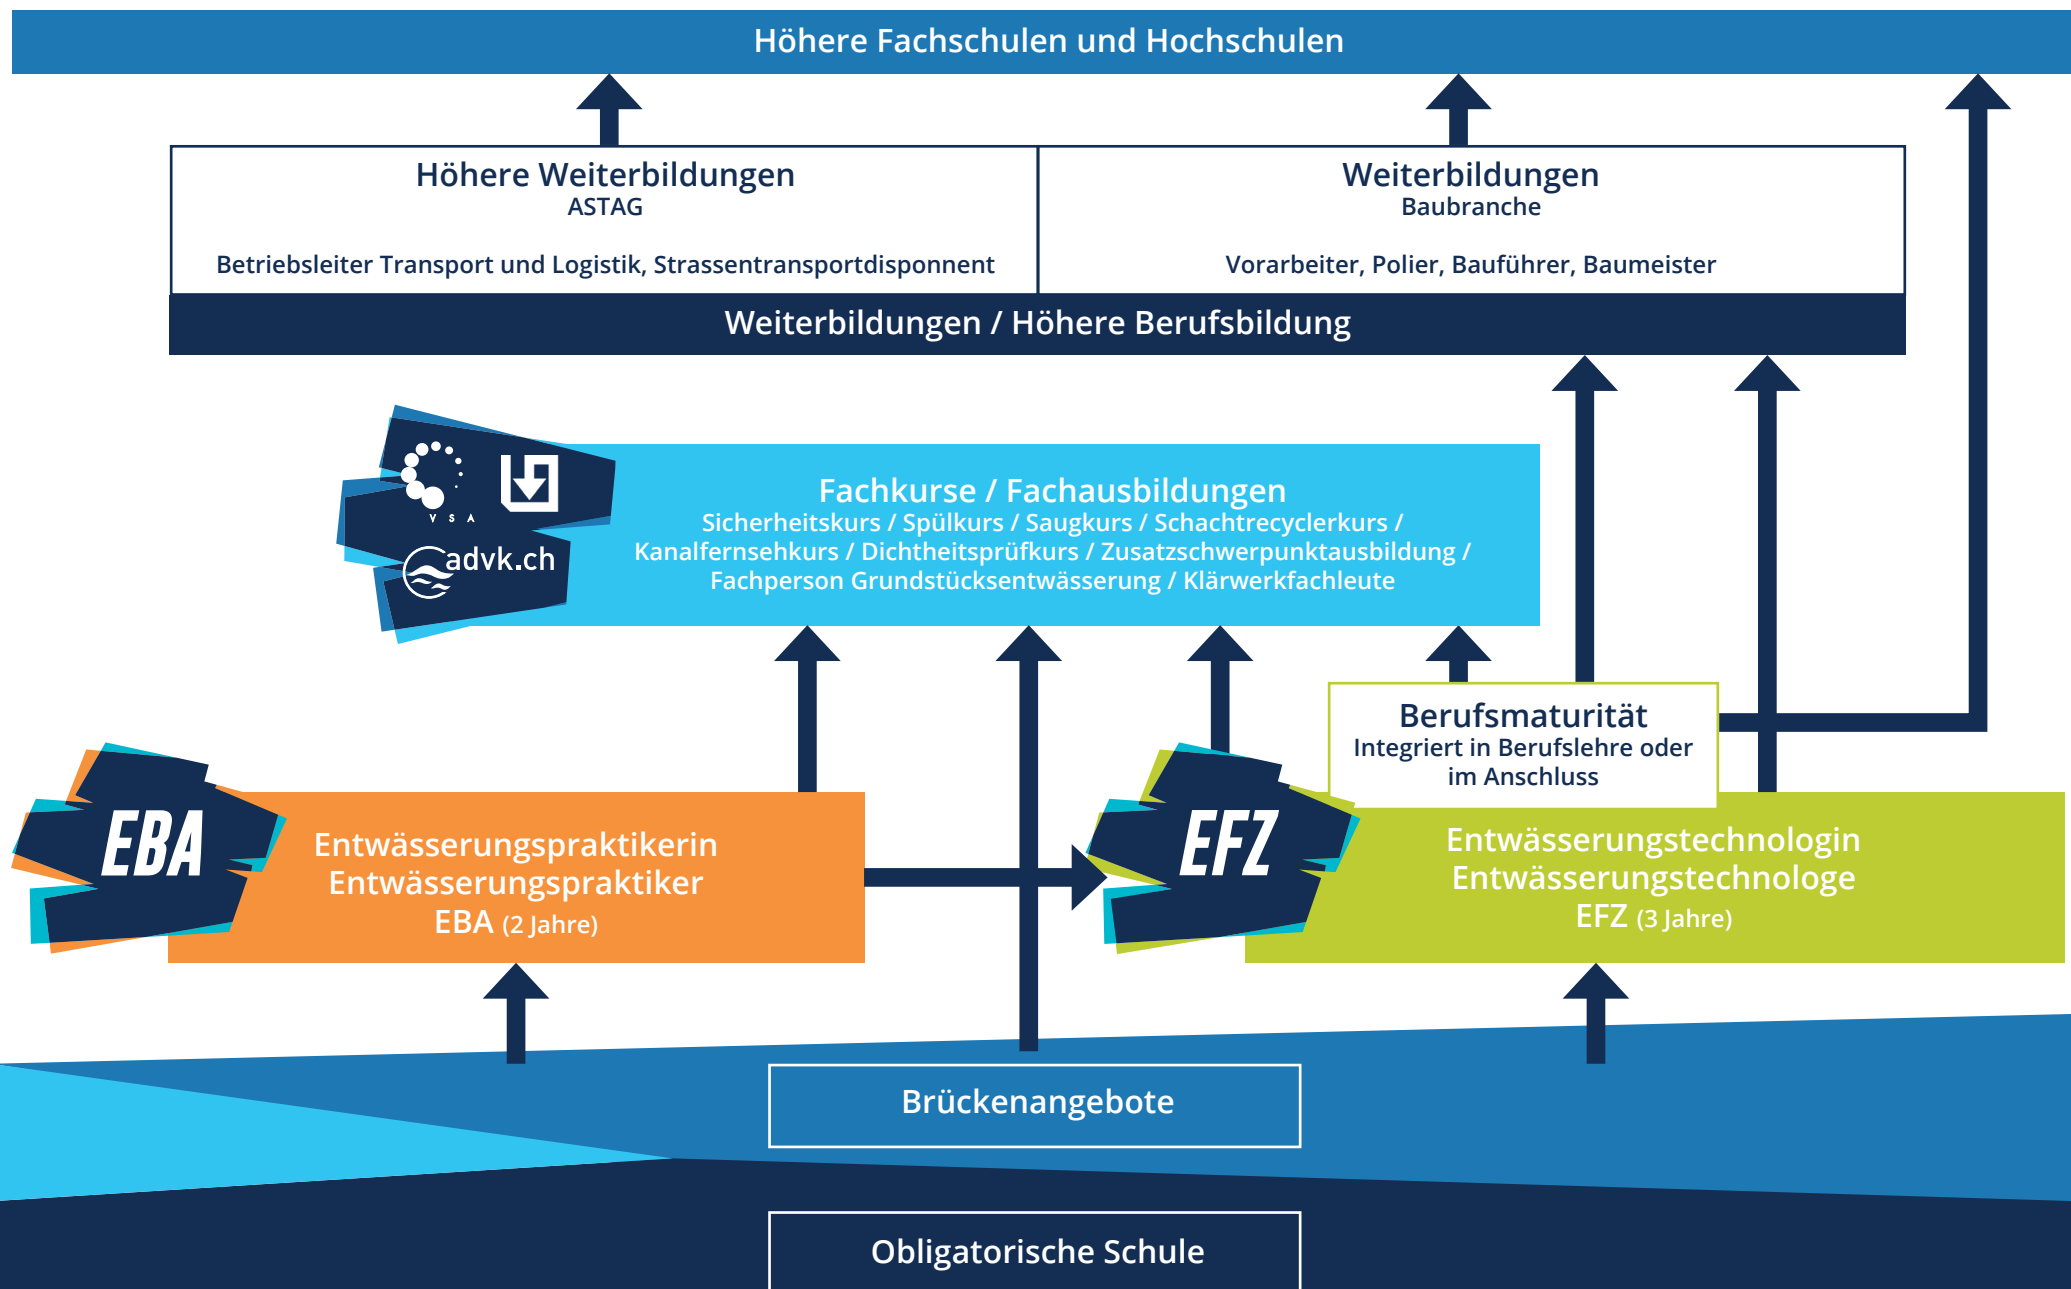 Höhere Fachschulen und Hochschulen
Höhere Weiterbildungen
ASTAG
Betriebsleiter Transport und Logistik, Strassentransportdisponnent
Weiterbildungen
Baubranche
Vorarbeiter, Polier, Bauführer, Baumeister
Weiterbildungen / Höhere Berufsbildung
VSA
advk.ch
Fachkurse / Fachausbildungen
Sicherheitskurs / Spülkurs / Saugkurs / Schachtrecyclerkurs /
Kanalfernsehkurs / Dichtheitsprüfkurs / Zusatzschwerpunktausbildung /
Fachperson Grundstücksentwässerung / Klärwerkfachleute
Berufsmaturität
Integriert in Berufslehre oder
im Anschluss
EBA
Entwässerungspraktikerin
Entwässerungspraktiker
EBA (2 Jahre)
EFZ
Entwässerungstechnologin
Entwässerungstechnologe
EFZ (3 Jahre)
Brückenangebote
Obligatorische Schule